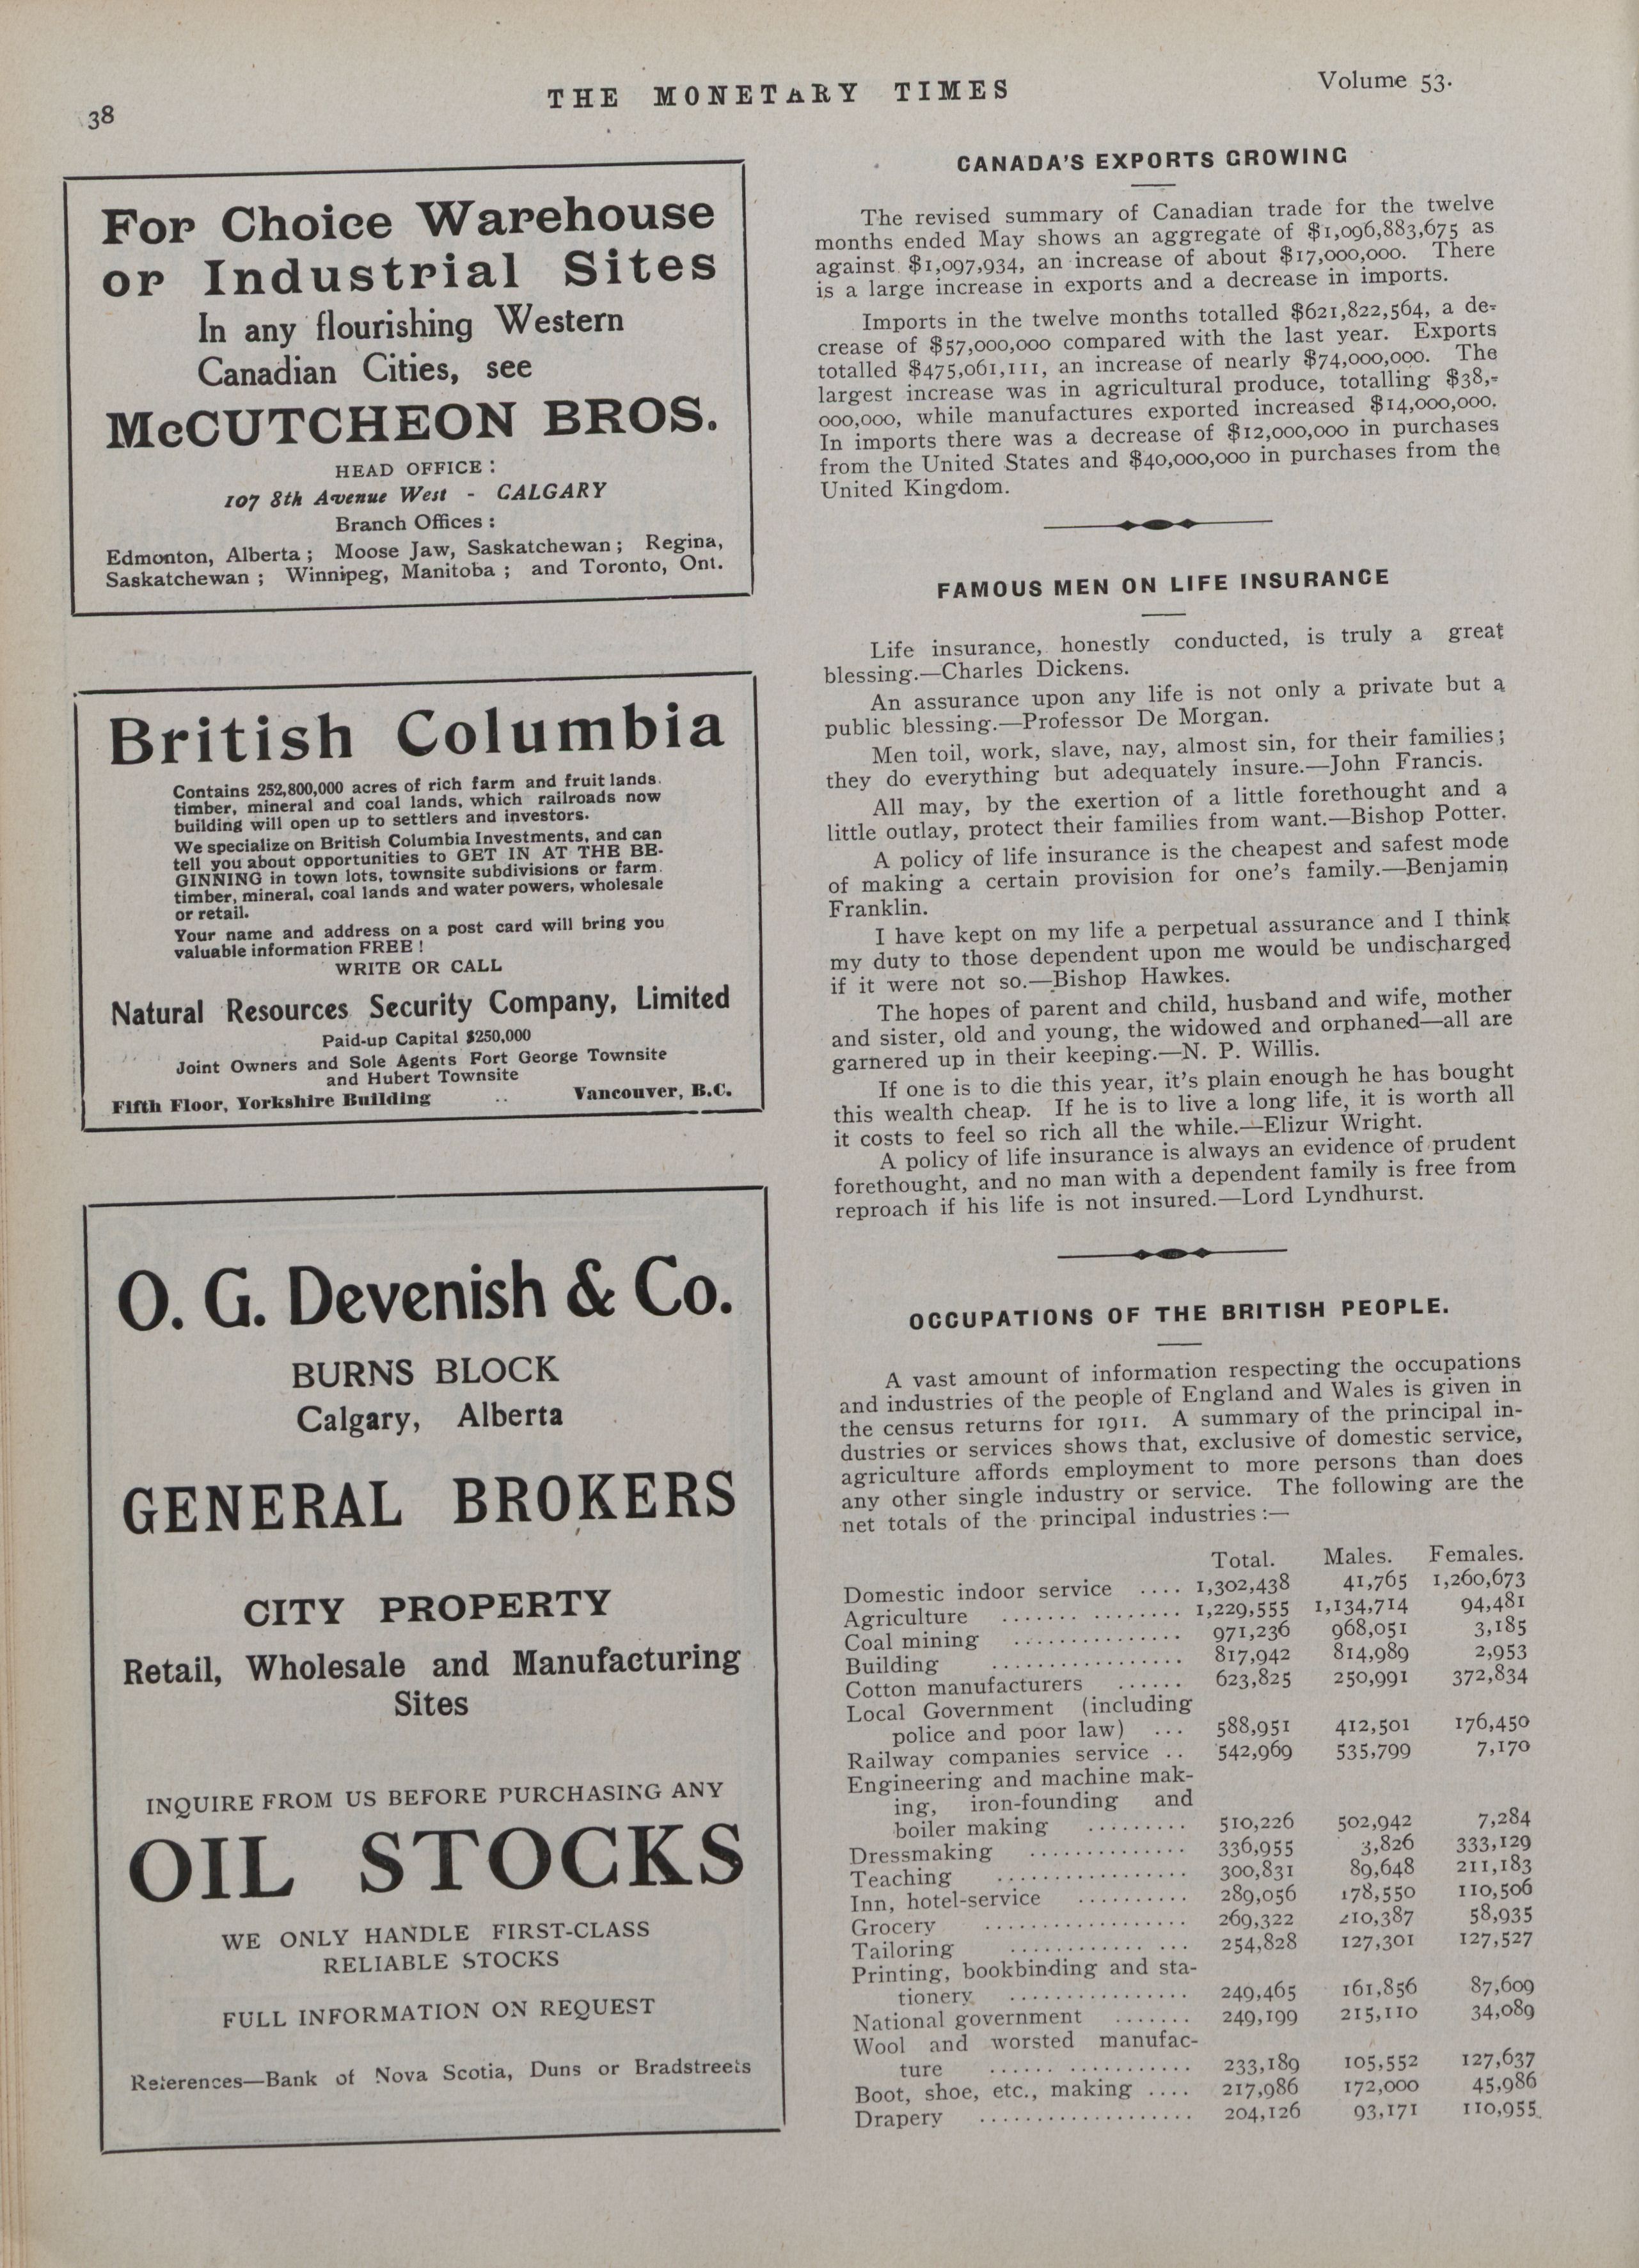 38
THE MONETARY TIMES
Volume 53.
For Choice Warehouse
or Industrial Sites
In any flourishing Western
Canadian Cities, see
McCUTCHEON BROS.
HEAD OFFICE:
107 8th Avenue West - CALGARY
Branch Offices:
Edmonton, Alberta; Moose Jaw, Saskatchewan; Regina,
Saskatchewan; Winnipeg, Manitoba; and Toronto, Ont.
British Columbia
Contains 252,800,000 acres of rich farm and fruit lands.
timber, mineral and coal lands, which railroads now
building will open up to settlers and investors.
We specialize on British Columbia Investments, and can
tell you about opportunities to GET IN AT THE BE-
GINNING in town lots, townsite subdivisions or farm.
timber, mineral, coal lands and water powers, wholesale
or retail.
Your name and address on a post card will bring you
valuable information FREE!
WRITE OR CALL
Natural Resources Security Company, Limited
Paid-up Capital $250,000
Joint Owners and Sole Agents Fort George Townsite
and Hubert Townsite
Fifth Floor, Yorkshire Building .. Vancouver, B.C.
O. G. Devenish & Co.
BURNS BLOCK
Calgary, Alberta
GENERAL BROKERS
CITY PROPERTY
Retail, Wholesale and Manufacturing
Sites
INQUIRE FROM US BEFORE PURCHASING ANY
OIL STOCKS
WE ONLY HANDLE FIRST-CLASS
RELIABLE STOCKS
FULL INFORMATION ON REQUEST
References—Bank of Nova Scotia, Duns or Bradstreets
CANADA'S EXPORTS GROWING
The revised summary of Canadian trade for the twelve
months ended May shows an aggregate of $1,096,883,675 as
against $1,097,934, an increase of about $17,000,000. There
is a large increase in exports and a decrease in imports.
Imports in the twelve months totalled $621,822,564, a de-
crease of $57,000,000 compared with the last year. Exports
totalled $475,061,111, an increase of nearly $74,000,000. The
largest increase was in agricultural produce, totalling $38,-
000,000, while manufactures exported increased $14,000,000.
In imports there was a decrease of $12,000,000 in purchases
from the United States and $40,000,000 in purchases from the
United Kingdom.
FAMOUS MEN ON LIFE INSURANCE
Life insurance, honestly conducted, is truly a great
blessing.—Charles Dickens.
An assurance upon any life is not only a private but a
public blessing.—Professor De Morgan.
Men toil, work, slave, nay, almost sin, for their families;
they do everything but adequately insure.—John Francis.
All may, by the exertion of a little forethought and a
little outlay, protect their families from want.—Bishop Potter.
A policy of life insurance is the cheapest and safest mode
of making a certain provision for one's family.—Benjamin
Franklin.
I have kept on my life a perpetual assurance and I think
my duty to those dependent upon me would be undischarged
if it were not so.—Bishop Hawkes.
The hopes of parent and child, husband and wife, mother
and sister, old and young, the widowed and orphaned—all are
garnered up in their keeping.—N. P. Willis.
If one is to die this year, it's plain enough he has bought
this wealth cheap. If he is to live a long life, it is worth all
it costs to feel so rich all the while.—Elizur Wright.
A policy of life insurance is always an evidence of prudent
forethought, and no man with a dependent family is free from
reproach if his life is not insured.—Lord Lyndhurst.
OCCUPATIONS OF THE BRITISH PEOPLE.
A vast amount of information respecting the occupations
and industries of the people of England and Wales is given in
the census returns for 1911. A summary of the principal in-
dustries or services shows that, exclusive of domestic service,
agriculture affords employment to more persons than does
any other single industry or service. The following are the
net totals of the principal industries:—
Total. Males. Females.
Domestic indoor service .... 1,302,438 41,765 1,260,673
Agriculture ....... ........ 1,229,555 1,134,714 94,481
Coal mining ............... 971,236 968,051 3,185
Building ................. 817,942 814,989 2,953
Cotton manufacturers ...... 623,825 250,991 372,834
Local Government (including
police and poor law) ... 588,951 412,501 176,450
Railway companies service .. 542,969 535,799 7,170
Engineering and machine mak-
ing, iron-founding and
boiler making ......... 510,226 502,942 7,284
Dressmaking .............. 336,955 3,826 333,129
Teaching ................. 300,831 89,648 211,183
Inn, hotel-service .......... 289,056 178,550 110,506
Grocery .................. 269,322 210,387 58,935
Tailoring ............ ... 254,828 127,301 127,527
Printing, bookbinding and sta-
tionery ................ 249,465 161,856 87,609
National government ....... 249,199 215,110 34,089
Wool and worsted manufac-
ture ...... ........... 233,189 105,552 127,637
Boot, shoe, etc., making .... 217,986 172,000 45,986
Drapery ................... 204,126 93,171 110,955